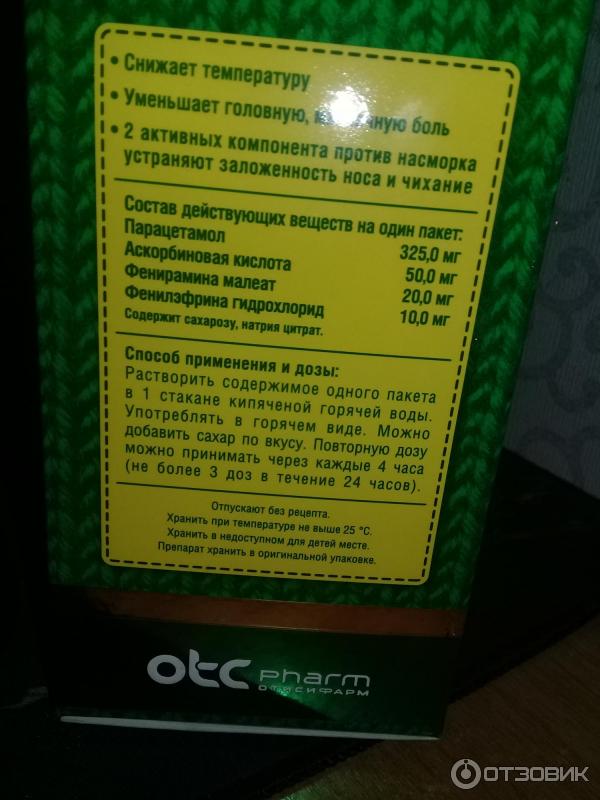 • Снижает температуру
• Уменьшает головную, боль
• 2 активных компонента против насморка
устраняют заложенность носа и чихание
Состав действующих веществ на один пакет:
Парацетамол 325,0 мг
Аскорбиновая кислота 50,0 мг
Фенирамина малеат 20,0 мг
Фенилэфрина гидрохлорид 10,0 мг
Содержит сахарозу, натрия цитрат.
Способ применения и дозы:
Растворить содержимое одного пакета
в 1 стакане кипяченой горячей воды.
Употреблять в горячем виде. Можно
добавить сахар по вкусу. Повторную дозу
можно принимать через каждые 4 часа
(не более 3 доз в течение 24 часов).
Отпускают без рецепта.
Хранить при температуре не выше 25 °С.
Хранить в недоступном для детей месте.
Препарат хранить в оригинальной упаковке.
otc pharm
ОТИСИФАРМ
ОТЗОВИК